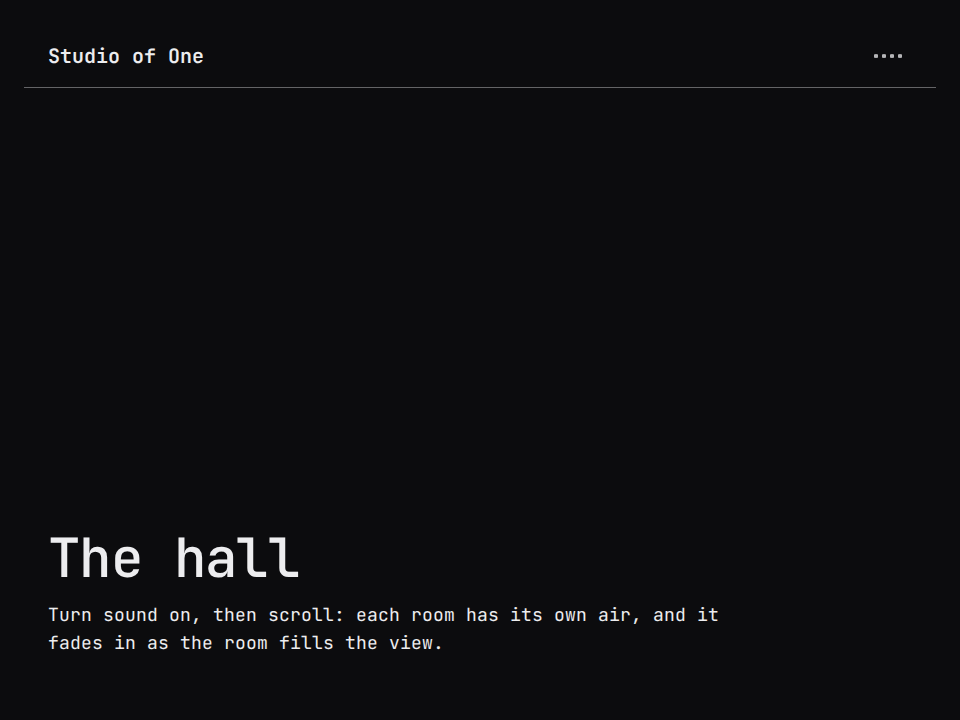 Studio of One
The hall
Turn sound on, then scroll: each room has its own air, and it
fades in as the room fills the view.